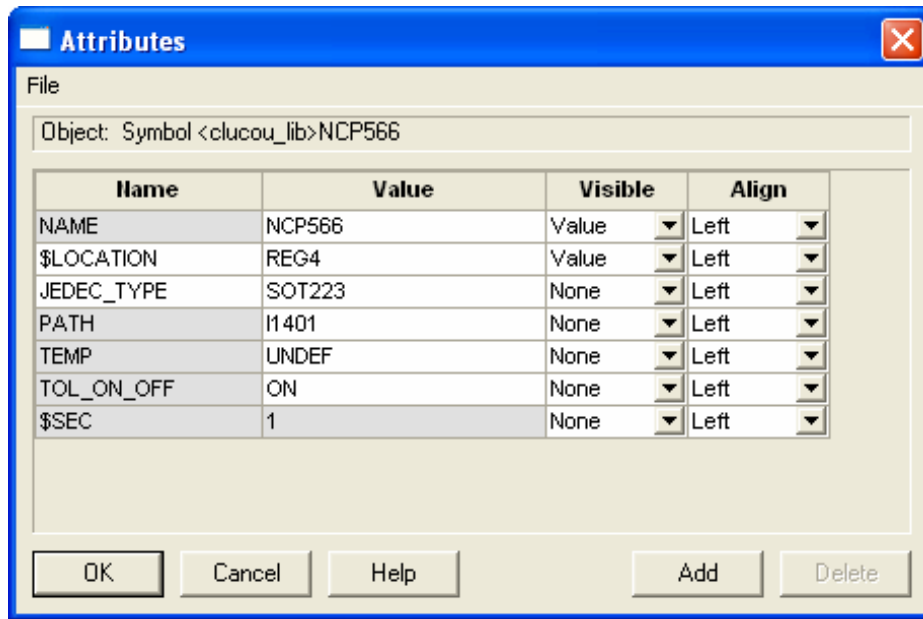 Attributes
File
Object: Symbol <clucou_lib>NCP566
Name Value Visible Align
NAME NCP566 Value Left
$LOCATION REG4 Value Left
JEDEC_TYPE SOT223 None Left
PATH I1401 None Left
TEMP UNDEF None Left
TOL_ON_OFF ON None Left
$SEC 1 None Left
OK Cancel Help Add Delete